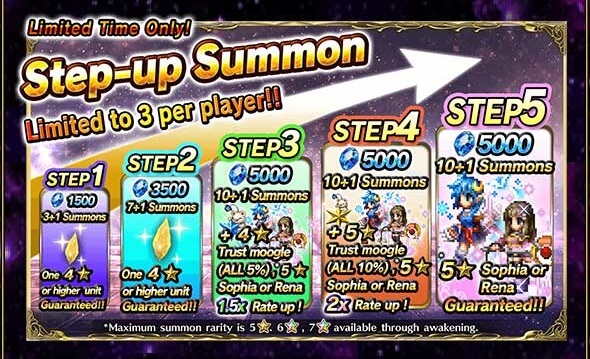 Limited Time Only!
Step-up Summon
Limited to 3 per player!!
STEP1
1500
3+1 Summons
One 4★
or higher unit
Guaranteed!!
STEP2
3500
7+1 Summons
One 4★
or higher unit
Guaranteed!!
STEP3
5000
10+1 Summons
+ 4★
Trust moogle
(ALL 5%), 5★
Sophia or Rena
1.5x Rate up !
STEP4
5000
10+1 Summons
+ 5★
Trust moogle
(ALL 10%), 5★
Sophia or Rena
2x Rate up !
STEP5
5000
10+1 Summons
5★ Sophia or
Rena
Guaranteed!!
*Maximum summon rarity is 5★. 6★, 7★ available through awakening.